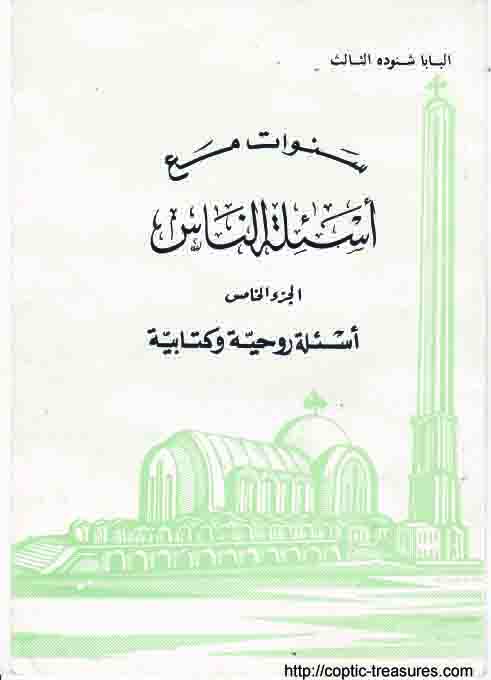 البابا شنوده الثالث
سنوات مع
أسئلة الناس
الجزء الخامس
أسئلة روحية وكتابية
http://coptic-treasures.com